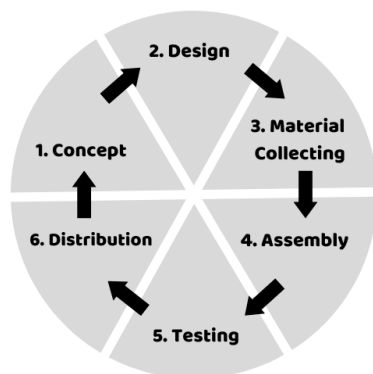 1. Concept
2. Design
3. Material
Collecting
4. Assembly
5. Testing
6. Distribution